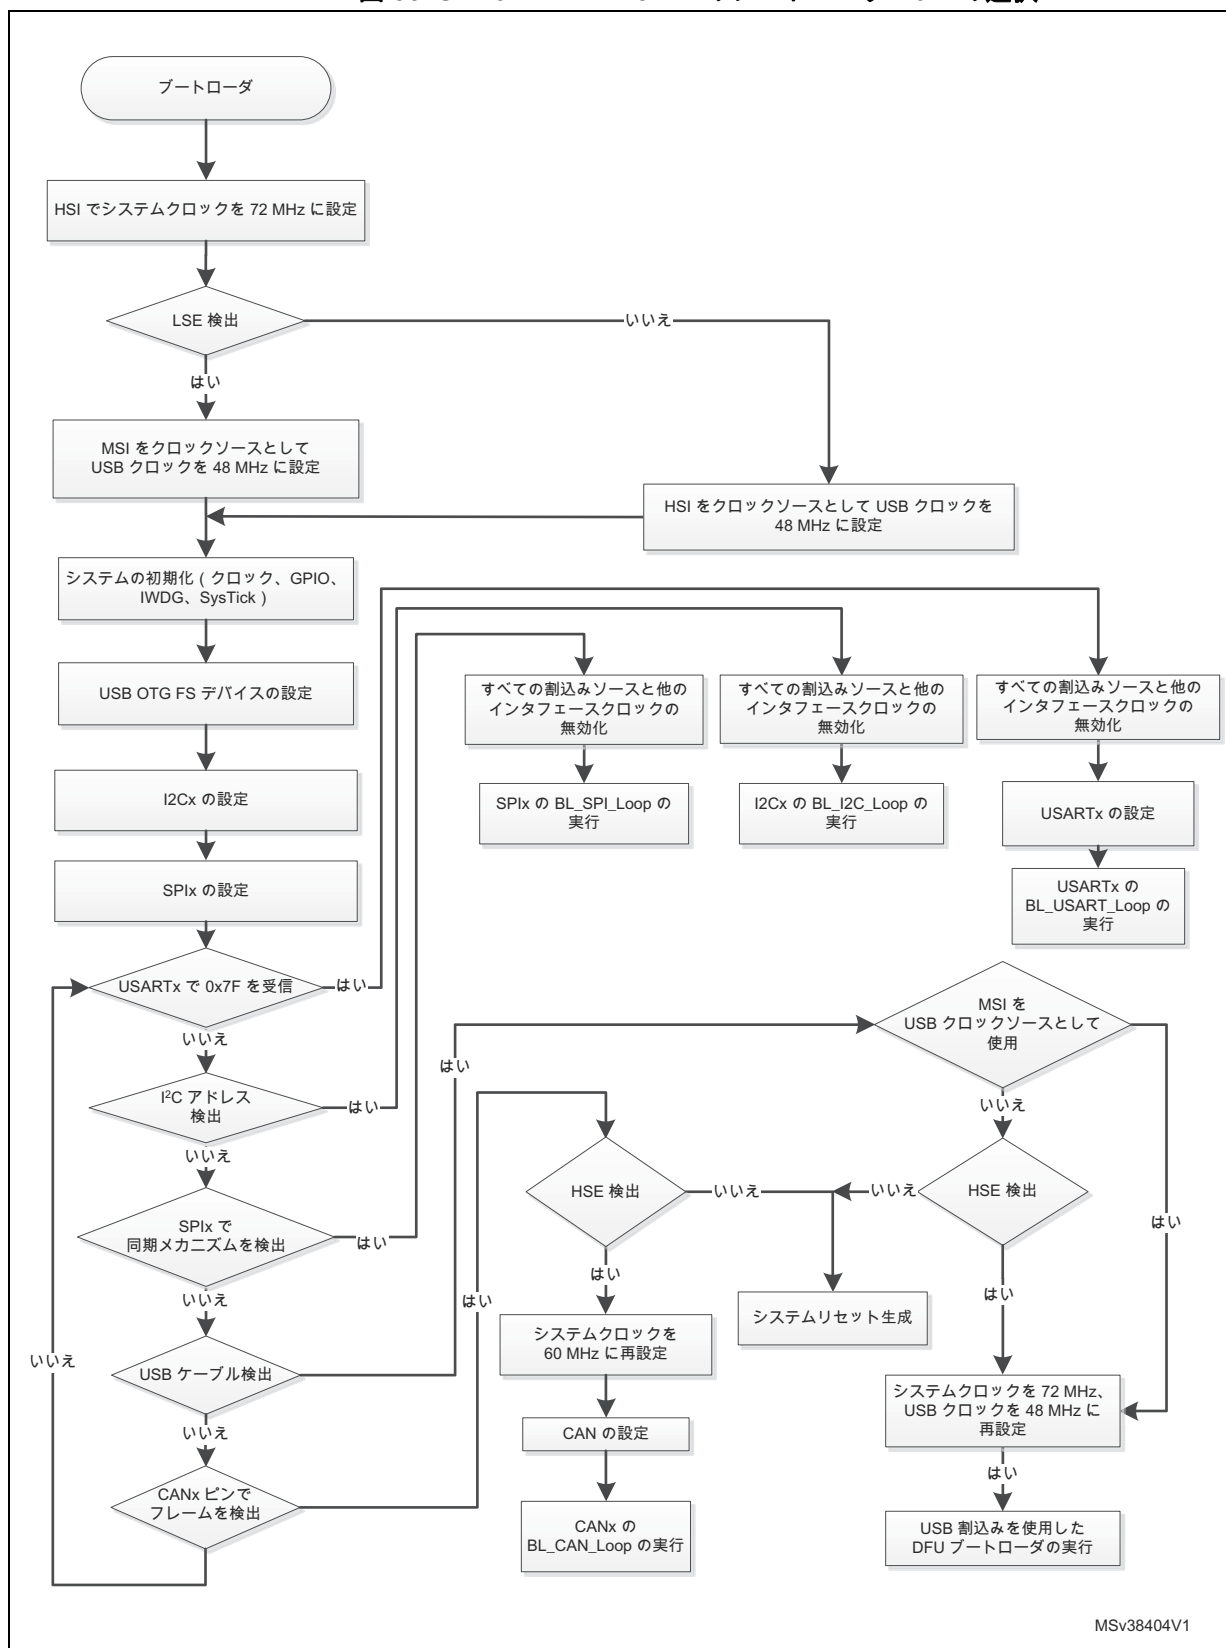 ブートローダ
HSI でシステムクロックを 72 MHz に設定
LSE 検出
いいえ
はい
MSI をクロックソースとして
USB クロックを 48 MHz に設定
HSI をクロックソースとして USB クロックを
48 MHz に設定
システムの初期化 ( クロック、GPIO、
IWDG、SysTick )
USB OTG FS デバイスの設定
I2Cx の設定
SPIx の設定
すべての割込みソースと他の
インタフェースクロックの
無効化
SPIx の BL_SPI_Loop の
実行
すべての割込みソースと他の
インタフェースクロックの
無効化
I2Cx の BL_I2C_Loop の
実行
すべての割込みソースと他の
インタフェースクロックの
無効化
USARTx の設定
USARTx の
BL_USART_Loop の
実行
USARTx で 0x7F を受信
はい
いいえ
I²C アドレス
検出
はい
いいえ
SPIx で
同期メカニズムを検出
はい
いいえ
USB ケーブル検出
はい
いいえ
CANx ピンで
フレームを検出
はい
いいえ
MSI を
USB クロックソースとして
使用
いいえ
はい
HSE 検出
いいえ
はい
システムクロックを
60 MHz に再設定
CAN の設定
CANx の
BL_CAN_Loop の実行
システムリセット生成
HSE 検出
いいえ
はい
システムクロックを 72 MHz、
USB クロックを 48 MHz に
再設定
はい
USB 割込みを使用した
DFU ブートローダの実行
MSv38404V1